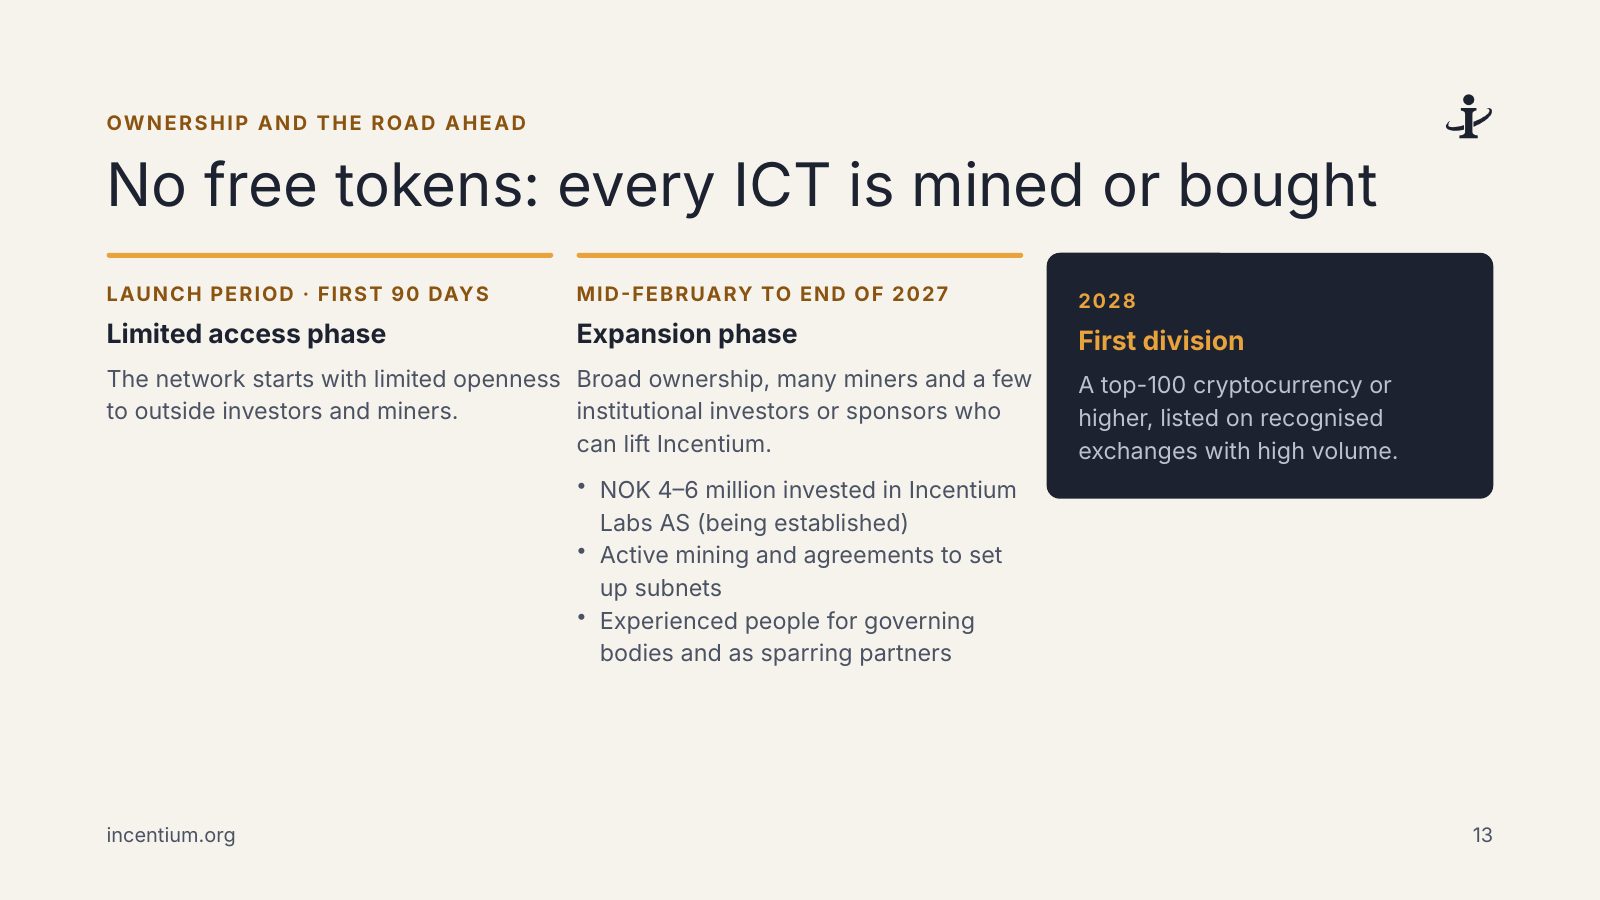 OWNERSHIP AND THE ROAD AHEAD
No free tokens: every ICT is mined or bought
LAUNCH PERIOD · FIRST 90 DAYS
Limited access phase
The network starts with limited openness
to outside investors and miners.
MID-FEBRUARY TO END OF 2027
Expansion phase
Broad ownership, many miners and a few
institutional investors or sponsors who
can lift Incentium.
• NOK 4–6 million invested in Incentium
Labs AS (being established)
• Active mining and agreements to set
up subnets
• Experienced people for governing
bodies and as sparring partners
2028
First division
A top-100 cryptocurrency or
higher, listed on recognised
exchanges with high volume.
incentium.org
13